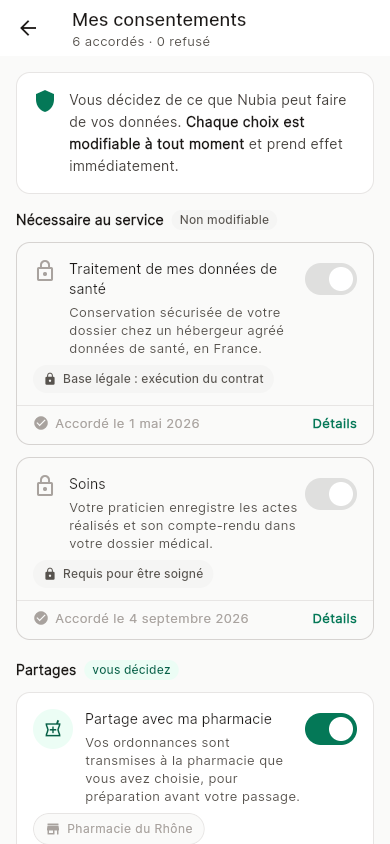 Mes consentements
6 accordés · 0 refusé
Vous décidez de ce que Nubia peut faire
de vos données. Chaque choix est
modifiable à tout moment et prend effet
immédiatement.
Nécessaire au service
Non modifiable
Traitement de mes données de
santé
Conservation sécurisée de votre
dossier chez un hébergeur agréé
données de santé, en France.
Base légale : exécution du contrat
Accordé le 1 mai 2026
Détails
Soins
Votre praticien enregistre les actes
réalisés et son compte-rendu dans
votre dossier médical.
Requis pour être soigné
Accordé le 4 septembre 2026
Détails
Partages
vous décidez
Partage avec ma pharmacie
Vos ordonnances sont
transmises à la pharmacie que
vous avez choisie, pour
préparation avant votre passage.
Pharmacie du Rhône